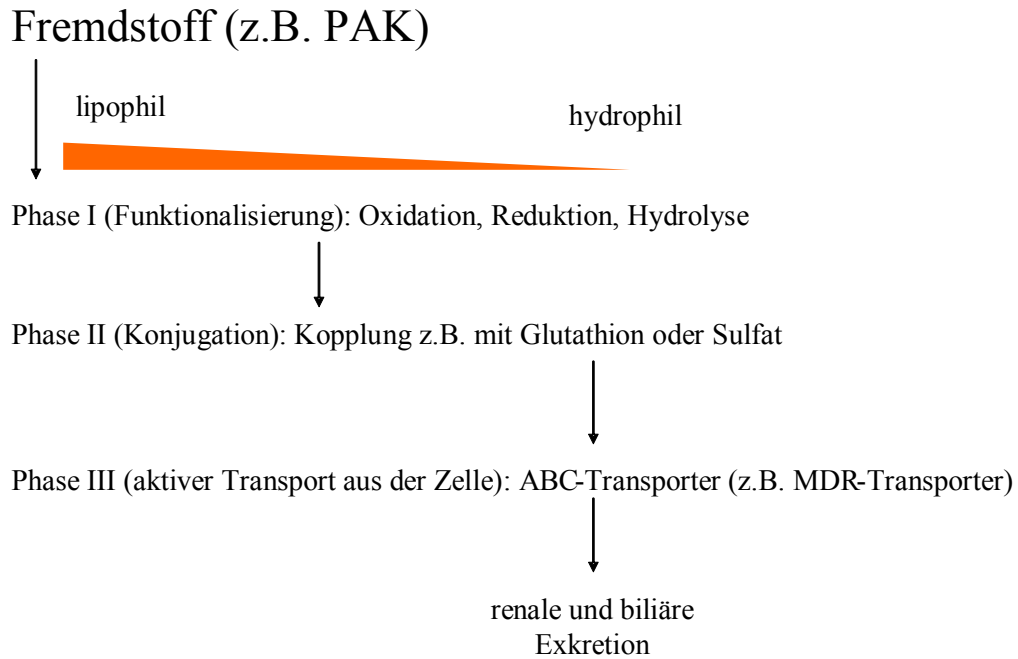 Fremdstoff (z.B. PAK)
lipophil
hydrophil
Phase I (Funktionalisierung): Oxidation, Reduktion, Hydrolyse
Phase II (Konjugation): Kopplung z.B. mit Glutathion oder Sulfat
Phase III (aktiver Transport aus der Zelle): ABC-Transporter (z.B. MDR-Transporter)
renale und biliäre
Exkretion